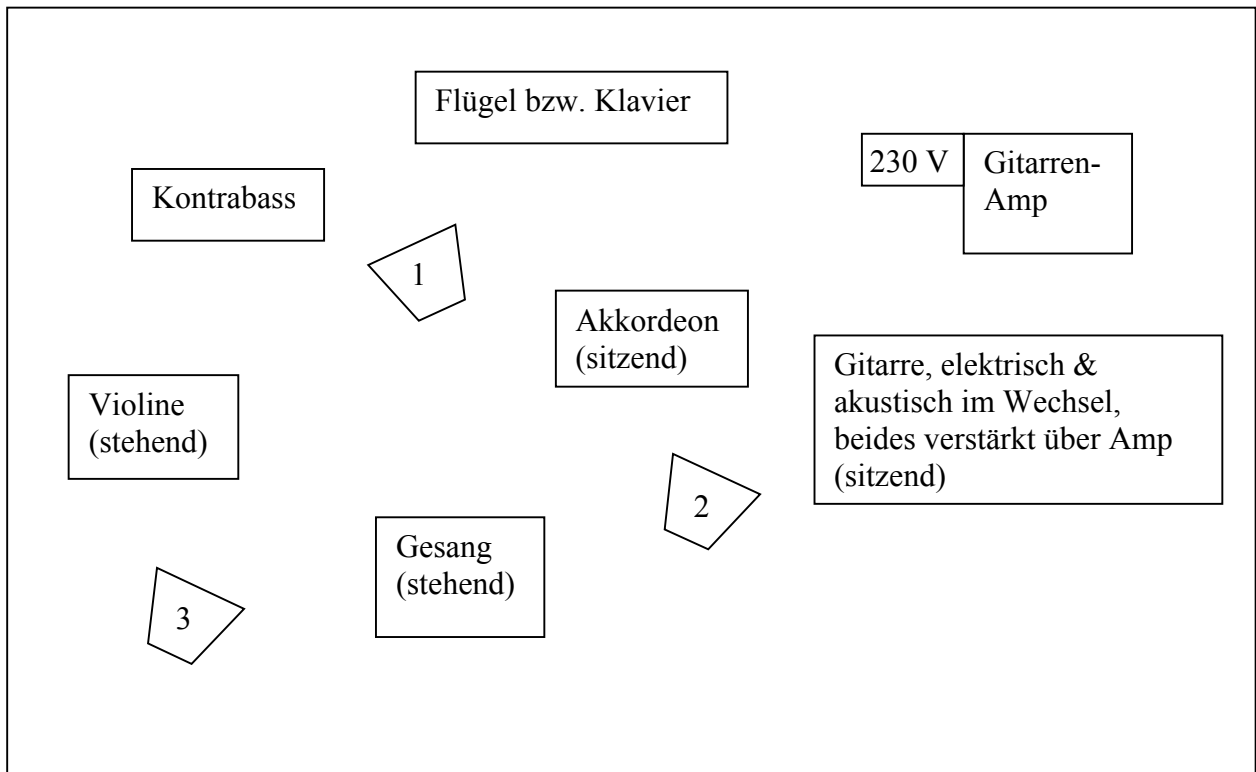 Flügel bzw. Klavier
230 V
Gitarren-
Amp
Kontrabass
1
Akkordeon
(sitzend)
Gitarre, elektrisch &
akustisch im Wechsel,
beides verstärkt über Amp
(sitzend)
Violine
(stehend)
2
Gesang
(stehend)
3